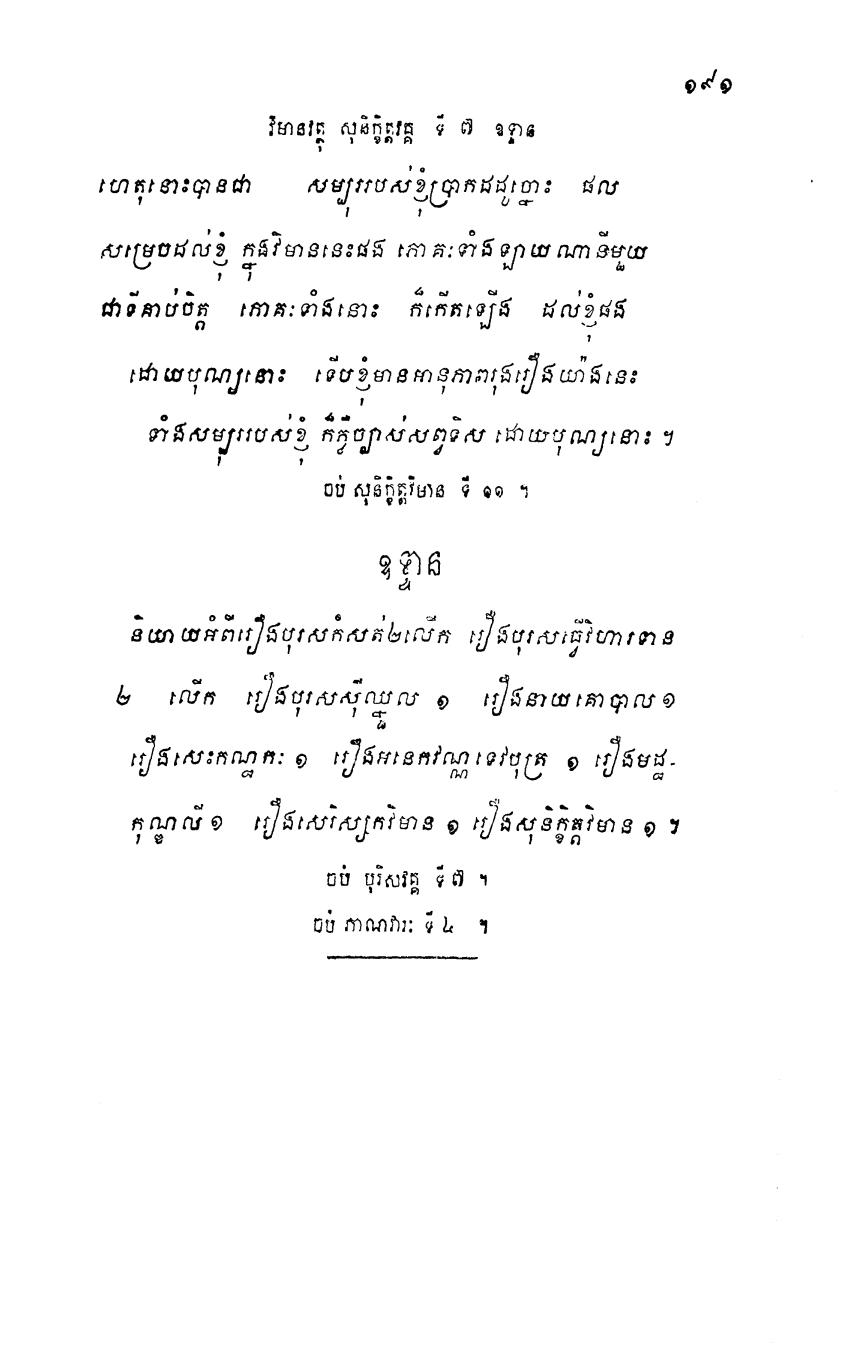 ១៩១
វិមានវត្ថុ សុនិក្ខិត្តវគ្គ ទី ៧ ឧទ្ទាន
ហេតុនោះបានជា សម្បុររបស់ខ្ញុំប្រាកដដូច្នោះ ផល
សម្រេចដល់ខ្ញុំ ក្នុងវិមាននេះផង ភោគៈទាំងឡាយណានីមួយ
ជាទីគាប់ចិត្ត ភោគៈទាំងនោះ ក៏កើតឡើង ដល់ខ្ញុំផង
ដោយបុណ្យនោះ ទើបខ្ញុំមានអានុភាពរុងរឿងយ៉ាងនេះ
ទាំងសម្បុររបស់ខ្ញុំ ក៏ភ្លឺច្បាស់សព្វទិស ដោយបុណ្យនោះ ។
ចប់ សុនិក្ខិត្តវិមាន ទី ១១ ។
ឧទ្ទាន
និយាយអំពីរឿងបុរសកំសត់២លើក រឿងបុរសធ្វើវិហារទាន
២ លើក រឿងបុរសស៊ីឈ្នួល ១ រឿងនាយគោបាល១
រឿងសេះកណ្ឋកៈ ១ រឿងអនេកវណ្ណទេវបុត្រ ១ រឿងមដ្ឋ-
កុណ្ឌលី១ រឿងសេរិស្សកវិមាន ១ រឿងសុនិក្ខិត្តវិមាន ១ ។
ចប់ បុរិសវគ្គ ទី៧ ។
ចប់ ភាណវារៈ ទី ៤ ។